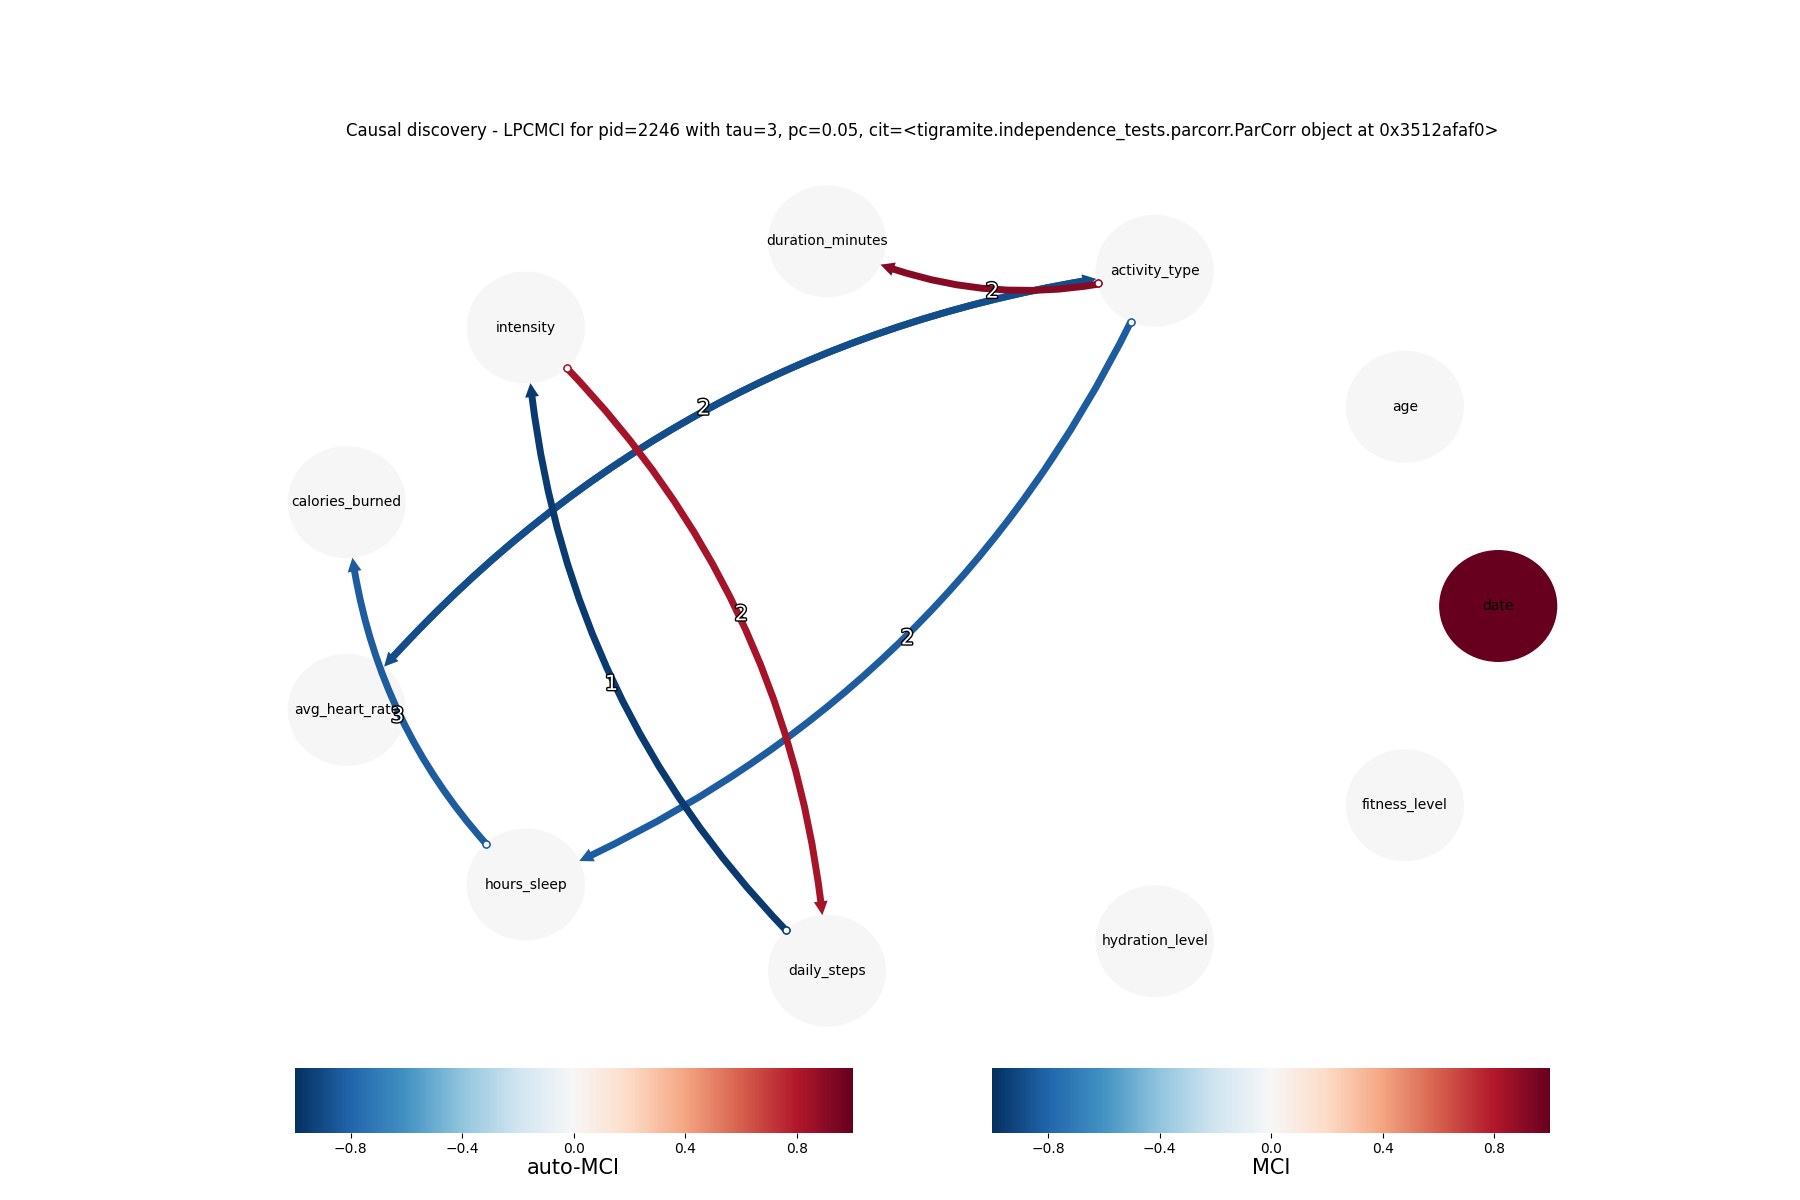 Causal discovery - LPCMCI for pid=2246 with tau=3, pc=0.05, cit=<tigramite.independence_tests.parcorr.ParCorr object at 0x3512afaf0>
duration_minutes
activity_type
2
intensity
age
2
calories_burned
date
2
2
1
avg_heart_rate
3
fitness_level
hours_sleep
hydration_level
daily_steps
−0.8 −0.4 0.0 0.4 0.8
auto-MCI
−0.8 −0.4 0.0 0.4 0.8
MCI